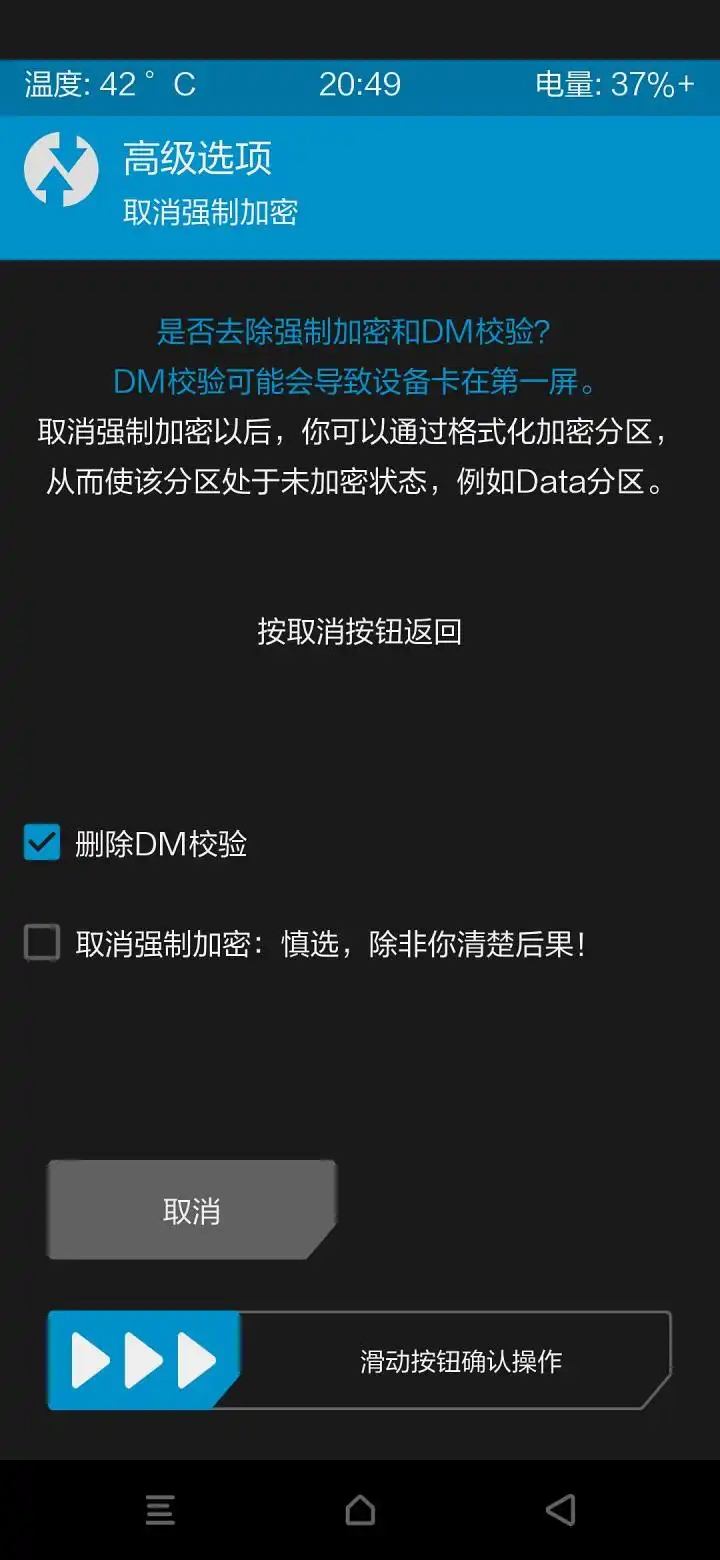 温度: 42 ° C
20:49
电量: 37%+
高级选项
取消强制加密
是否去除强制加密和DM校验?
DM校验可能会导致设备卡在第一屏。
取消强制加密以后，你可以通过格式化加密分区，
从而使该分区处于未加密状态，例如Data分区。
按取消按钮返回
删除DM校验
取消强制加密：慎选，除非你清楚后果！
取消
滑动按钮确认操作